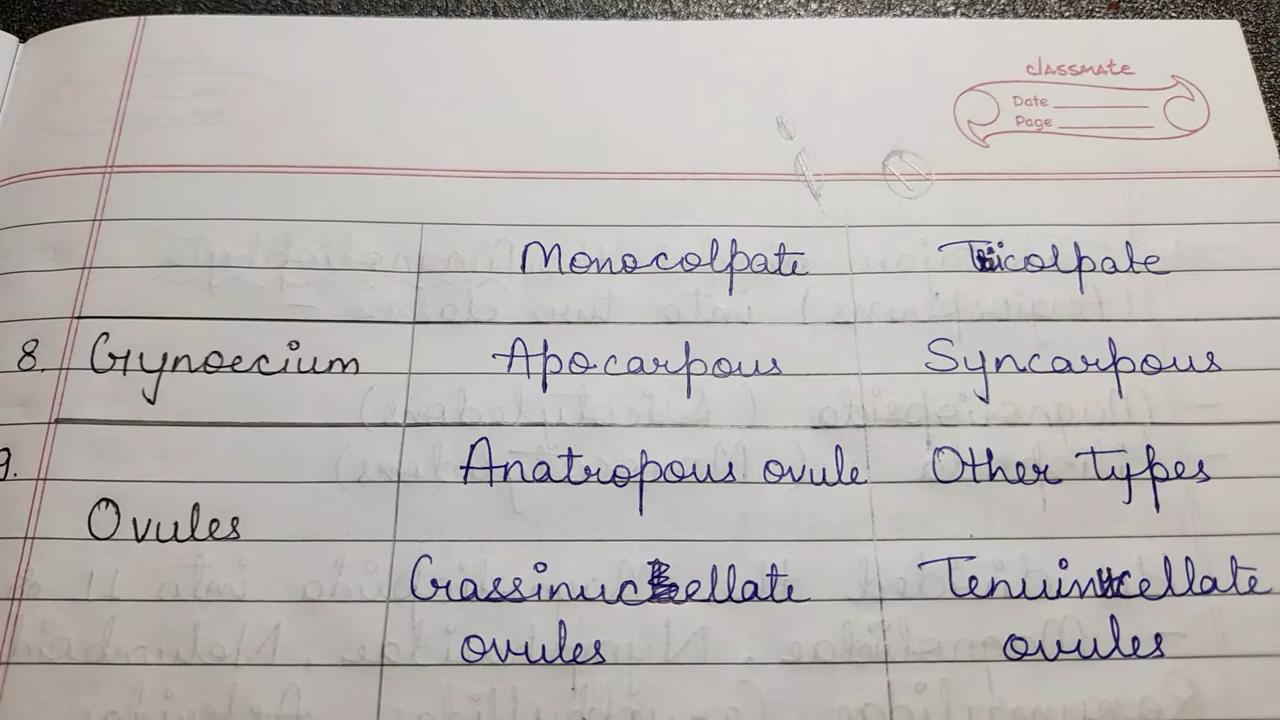 classmate
Date
Page
Monocolpate Tricolpate
8. Gynoecium Apocarpous Syncarpous
9. Anatropous ovule Other types
Ovules
Crassinucellate Tenuinucellate
ovules ovules